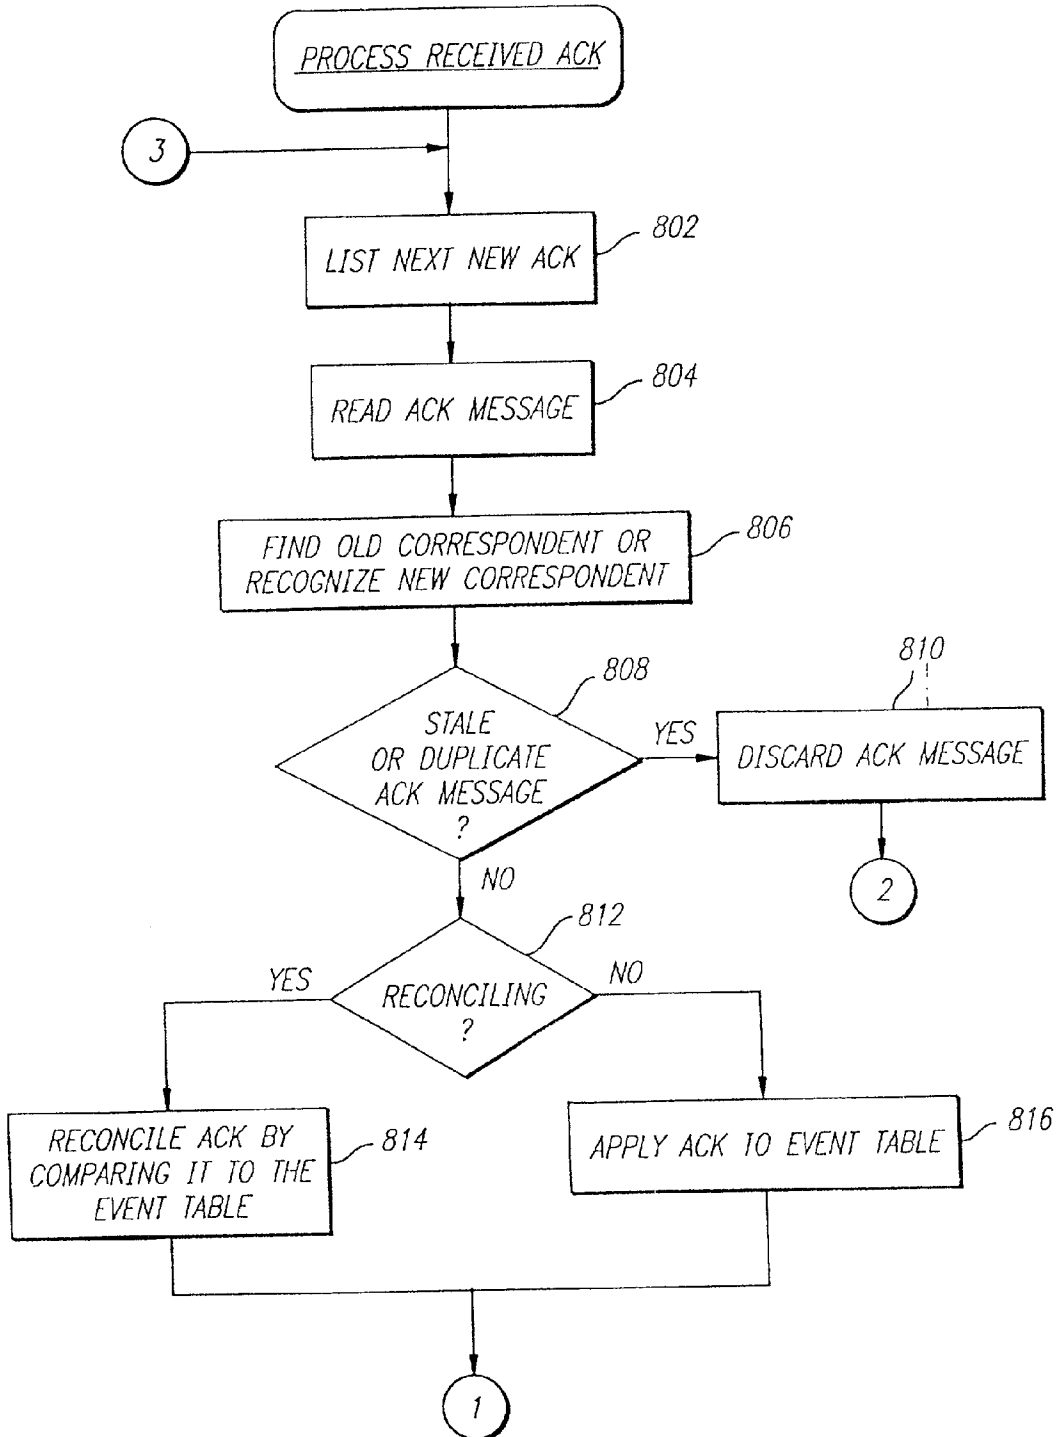 PROCESS RECEIVED ACK
3
802
LIST NEXT NEW ACK
804
READ ACK MESSAGE
806
FIND OLD CORRESPONDENT OR
RECOGNIZE NEW CORRESPONDENT
808
STALE
OR DUPLICATE
ACK MESSAGE
?
YES
810
DISCARD ACK MESSAGE
2
NO
812
RECONCILING
?
YES
NO
RECONCILE ACK BY
COMPARING IT TO THE
EVENT TABLE
814
APPLY ACK TO EVENT TABLE
816
1